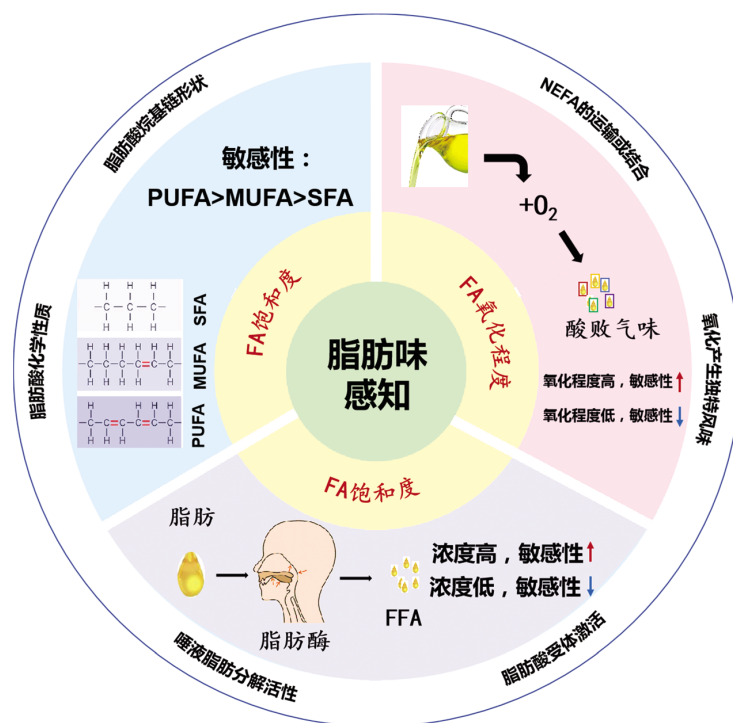 脂肪酸烷基链形状
NEFA的运输或结合
敏感性：
PUFA>MUFA>SFA
+O₂
酸败气味
氧化程度高，敏感性↑
氧化程度低，敏感性↓
FA饱和度
FA氧化程度
脂肪味
感知
FA饱和度
脂肪酸化学性质
氧化产生独特风味
H H H
C C C
H H H
SFA
H H H H H H
C C C C C C
H H H H
MUFA
H H H H H H
C C C C C C
H H
PUFA
脂肪
脂肪酶
FFA
浓度高，敏感性↑
浓度低，敏感性↓
唾液脂肪分解活性
脂肪酸受体激活